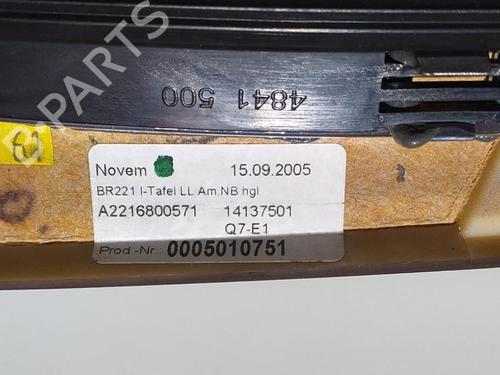 4841 500
Novem 15.09.2005
BR221 I-Tafel LL Am.NB hgl
A2216800571 14137501
Q7-E1
Prod.-Nr.: 0005010751